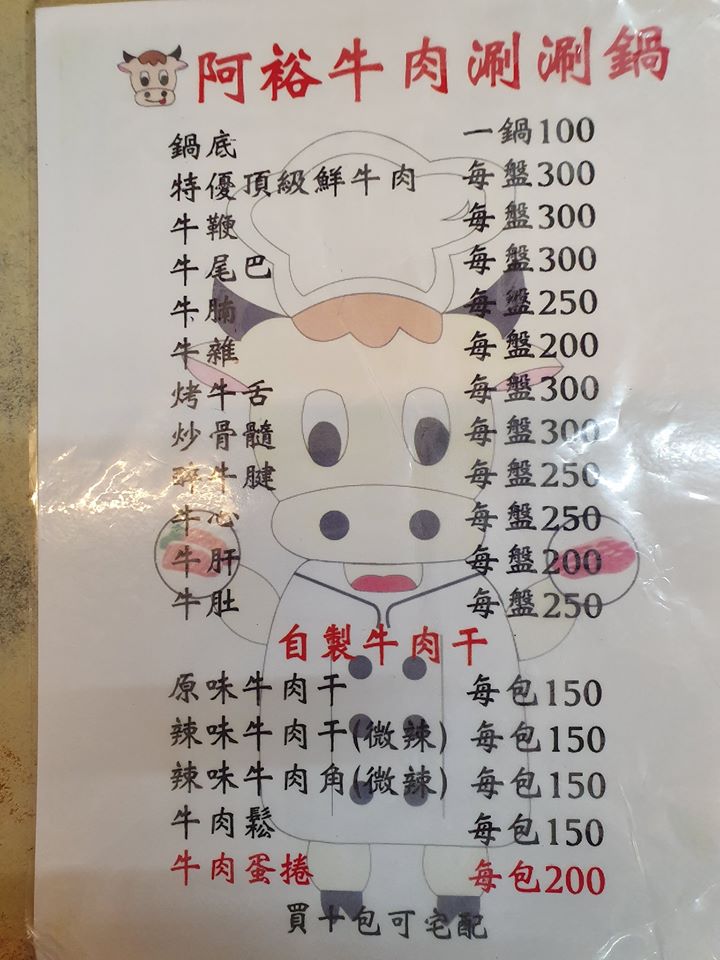 阿裕牛肉涮涮鍋
鍋底 一鍋100
特優頂級鮮牛肉 每盤300
牛鞭 每盤300
牛尾巴 每盤300
牛腩 每盤250
牛雜 每盤200
烤牛舌 每盤300
炒骨髓 每盤300
醉牛腱 每盤250
牛心 每盤250
牛肝 每盤200
牛肚 每盤250
自製牛肉干
原味牛肉干 每包150
辣味牛肉干(微辣) 每包150
辣味牛肉角(微辣) 每包150
牛肉鬆 每包150
牛肉蛋捲 每包200
買十包可宅配